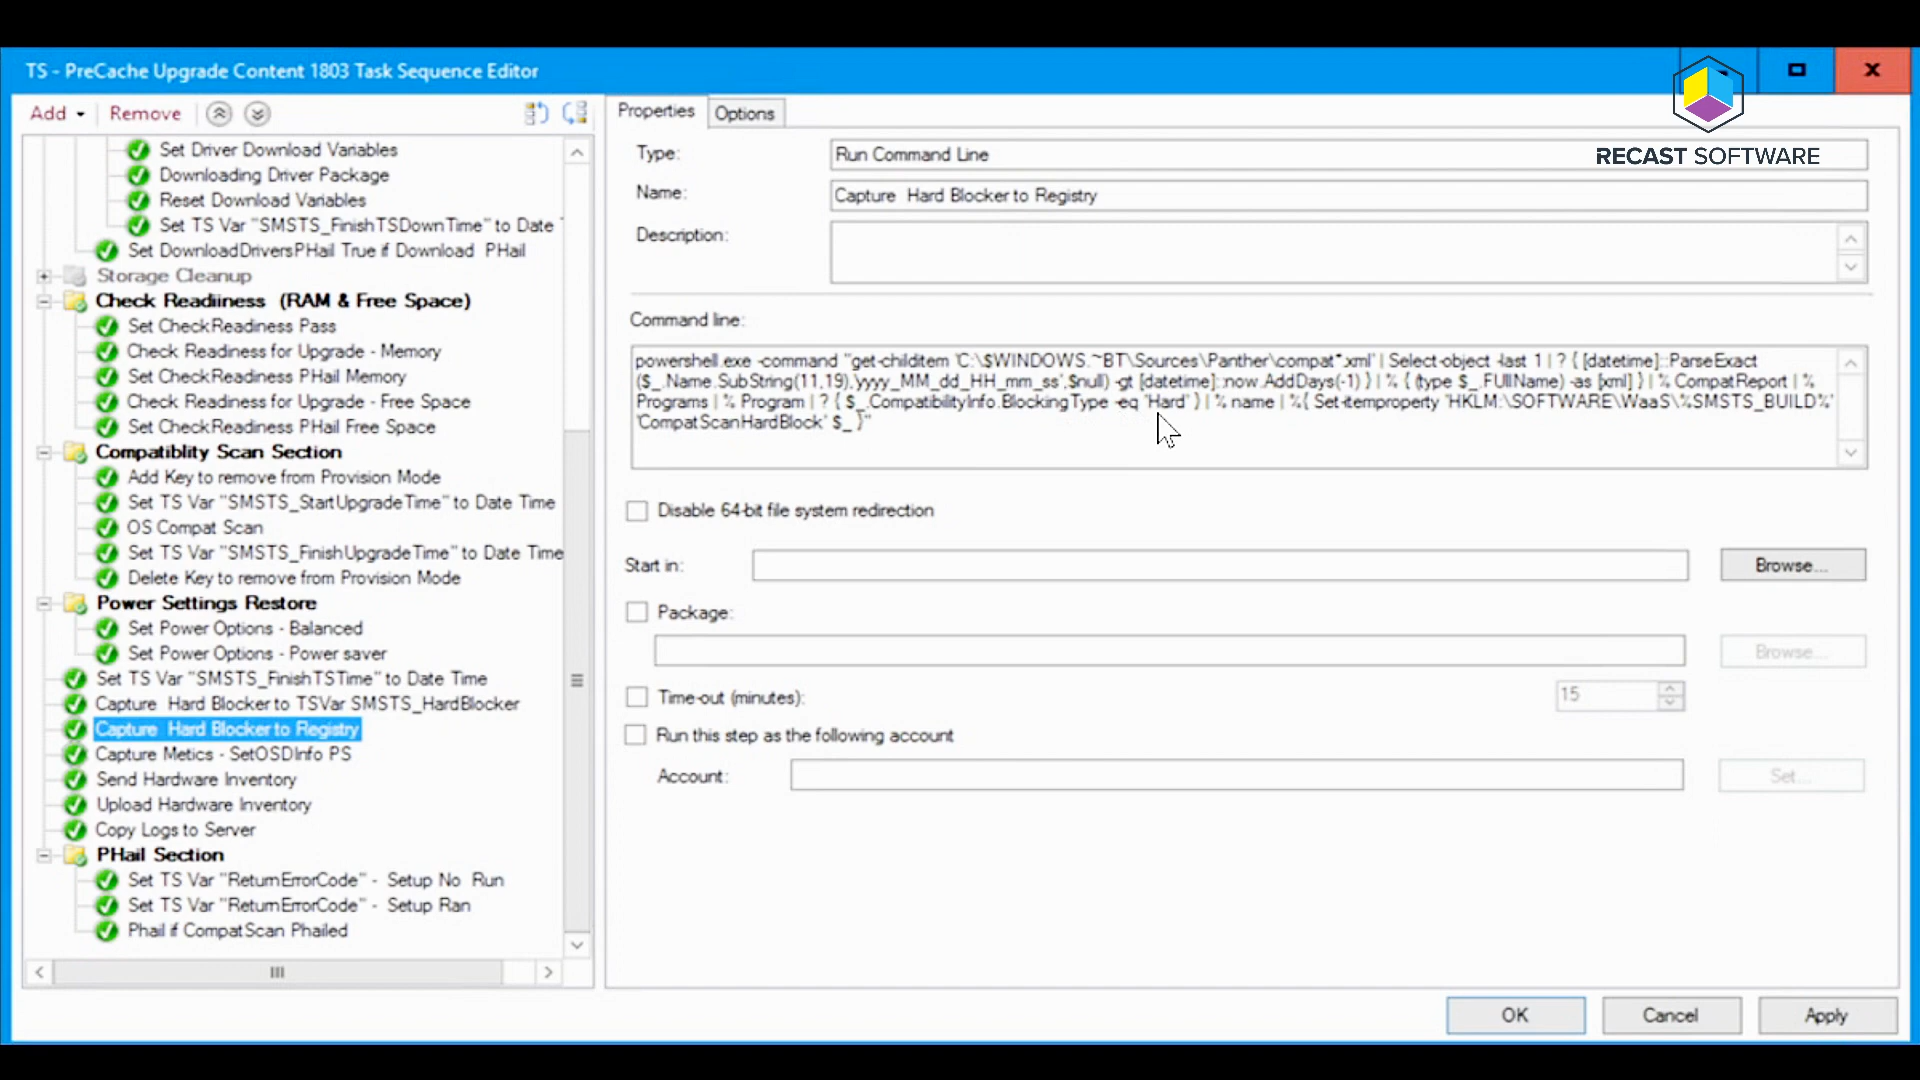 TS - PreCache Upgrade Content 1803 Task Sequence Editor
RECAST SOFTWARE
Add
Remove
Set Driver Download Variables
Downloading Driver Package
Reset Download Variables
Set TS Var "SMSTS_FinishTSDownTime" to Date
Set DownloadDriversPHail True if Download PHail
Storage Cleanup
Check Readiiness (RAM & Free Space)
Set CheckReadiness Pass
Check Readiness for Upgrade - Memory
Set CheckReadiness PHail Memory
Check Readiness for Upgrade - Free Space
Set CheckReadiness PHail Free Space
Compatiblity Scan Section
Add Key to remove from Provision Mode
Set TS Var "SMSTS_StartUpgradeTime" to Date Time
OS Compat Scan
Set TS Var "SMSTS_FinishUpgradeTime" to Date Time
Delete Key to remove from Provision Mode
Power Settings Restore
Set Power Options - Balanced
Set Power Options - Power saver
Set TS Var "SMSTS_FinishTSTime" to Date Time
Capture Hard Blocker to TSVar SMSTS_HardBlocker
Capture Hard Blocker to Registry
Capture Metics - SetOSDInfo PS
Send Hardware Inventory
Upload Hardware Inventory
Copy Logs to Server
PHail Section
Set TS Var "ReturnErrorCode" - Setup No Run
Set TS Var "ReturnErrorCode" - Setup Ran
Phail if CompatScan Phailed
Properties
Options
Type:
Run Command Line
Name:
Capture Hard Blocker to Registry
Description:
Command line:
powershell.exe -command "get-childitem 'C:\$WINDOWS.~BT\Sources\Panther\compat*.xml' | Select-object -last 1 | ? { [datetime]::ParseExact
($_.Name.SubString(11,19),'yyyy_MM_dd_HH_mm_ss',$null) -gt [datetime]::now.AddDays(-1) } | % { (type $_.FUllName) -as [xml] } | % CompatReport | %
Programs | % Program | ? { $_.CompatibilityInfo.BlockingType -eq 'Hard' } | % name | %{ Set-itemproperty 'HKLM:\SOFTWARE\WaaS\%SMSTS_BUILD%'
'CompatScanHardBlock' $_ }"
Disable 64-bit file system redirection
Start in:
Browse...
Package:
Browse...
Time-out (minutes):
15
Run this step as the following account
Account:
Set...
OK
Cancel
Apply